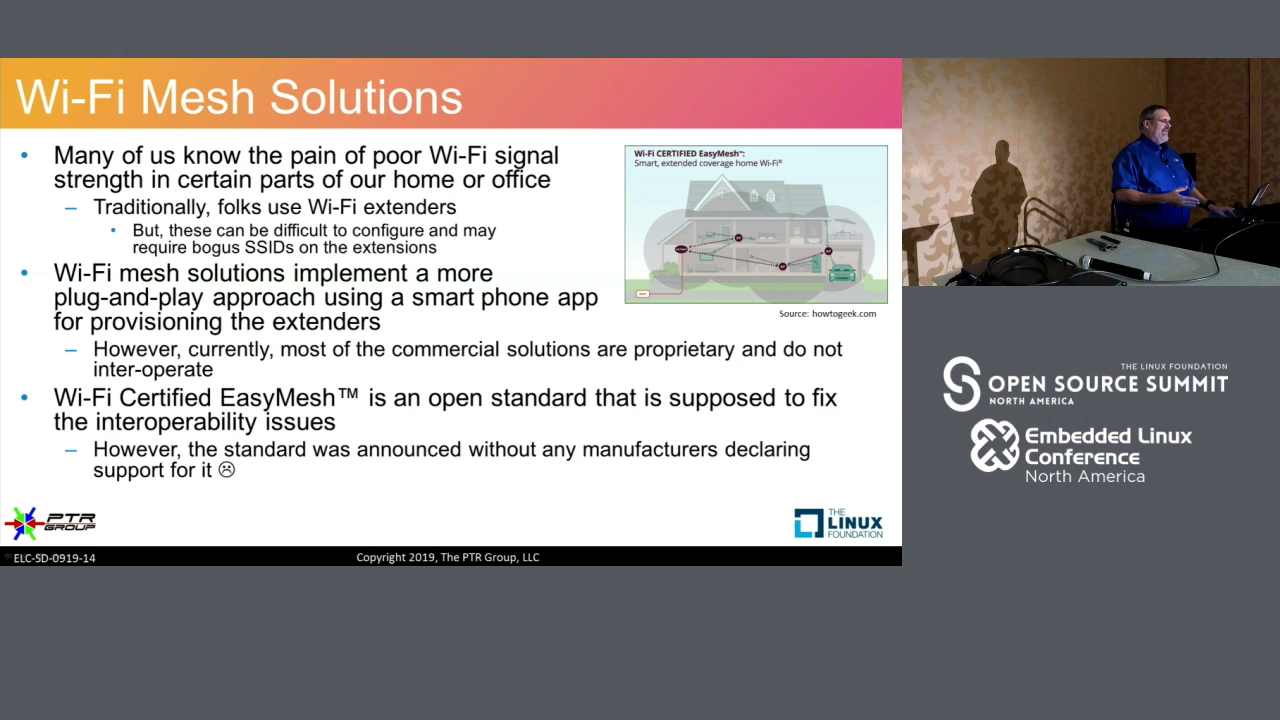 Wi-Fi Mesh Solutions
• Many of us know the pain of poor Wi-Fi signal
strength in certain parts of our home or office
– Traditionally, folks use Wi-Fi extenders
• But, these can be difficult to configure and may
require bogus SSIDs on the extensions
• Wi-Fi mesh solutions implement a more
plug-and-play approach using a smart phone app
for provisioning the extenders
– However, currently, most of the commercial solutions are proprietary and do not
inter-operate
• Wi-Fi Certified EasyMesh™ is an open standard that is supposed to fix
the interoperability issues
– However, the standard was announced without any manufacturers declaring
support for it ☹
Wi-Fi CERTIFIED EasyMesh™:
Smart, extended coverage home Wi-Fi®
Source: howtogeek.com
PTR
GROUP
THE
LINUX
FOUNDATION
ELC-SD-0919-14
Copyright 2019, The PTR Group, LLC
THE LINUX FOUNDATION
OPEN SOURCE SUMMIT
NORTH AMERICA
Embedded Linux
Conference
North America